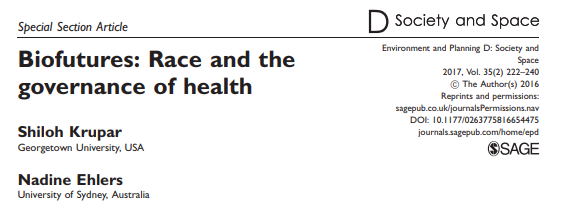 Special Section Article
Biofutures: Race and the
governance of health
Shiloh Krupar
Georgetown University, USA
Nadine Ehlers
University of Sydney, Australia
D Society and Space
Environment and Planning D: Society and
Space
2017, Vol. 35(2) 222–240
© The Author(s) 2016
Reprints and permissions:
sagepub.co.uk/journalsPermissions.nav
DOI: 10.1177/0263775816654475
journals.sagepub.com/home/epd
SAGE